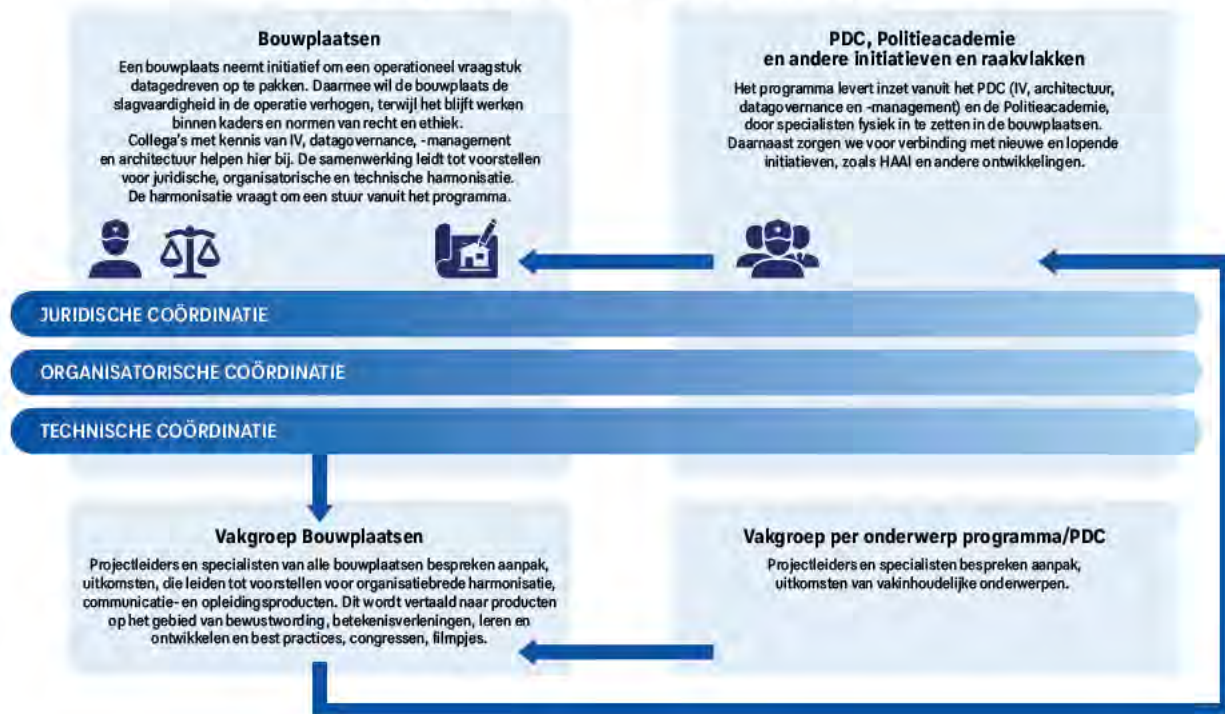 Bouwplaatsen
Een bouwplaats neemt initiatief om een operationeel vraagstuk
datagedreven op te pakken. Daarmee wil de bouwplaats de
slagvaardigheid in de operatie verhogen, terwijl het blijft werken
binnen kaders en normen van recht en ethiek.
Collega's met kennis van IV, datagovernance, -management
en architectuur helpen hier bij. De samenwerking leidt tot voorstellen
voor juridische, organisatorische en technische harmonisatie.
De harmonisatie vraagt om een stuur vanuit het programma.
PDC, Politieacademie
en andere initiatieven en raakvlakken
Het programma levert inzet vanuit het PDC (IV, architectuur,
datagovernance en -management) en de Politieacademie,
door specialisten fysiek in te zetten in de bouwplaatsen.
Daarnaast zorgen we voor verbinding met nieuwe en lopende
initiatieven, zoals HAAI en andere ontwikkelingen.
JURIDISCHE COÖRDINATIE
ORGANISATORISCHE COÖRDINATIE
TECHNISCHE COÖRDINATIE
Vakgroep Bouwplaatsen
Projectleiders en specialisten van alle bouwplaatsen bespreken aanpak,
uitkomsten, die leiden tot voorstellen voor organisatiebrede harmonisatie,
communicatie- en opleidingsproducten. Dit wordt vertaald naar producten
op het gebied van bewustwording, betekenisverleningen, leren en
ontwikkelen en best practices, congressen, filmpjes.
Vakgroep per onderwerp programma/PDC
Projectleiders en specialisten bespreken aanpak,
uitkomsten van vakinhoudelijke onderwerpen.